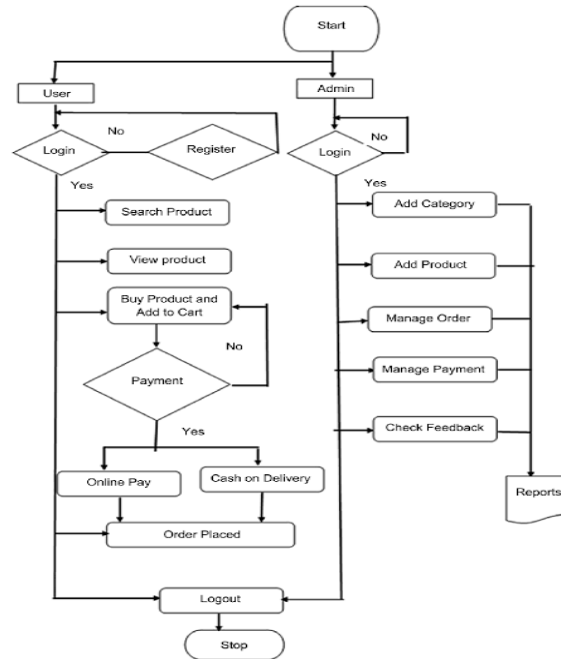 Start
User
Admin
No
No
Login
Register
Login
Yes
Yes
Search Product
Add Category
View product
Add Product
Buy Product and
Add to Cart
Manage Order
No
Payment
Manage Payment
Yes
Check Feedback
Online Pay
Cash on Delivery
Reports
Order Placed
Logout
Stop